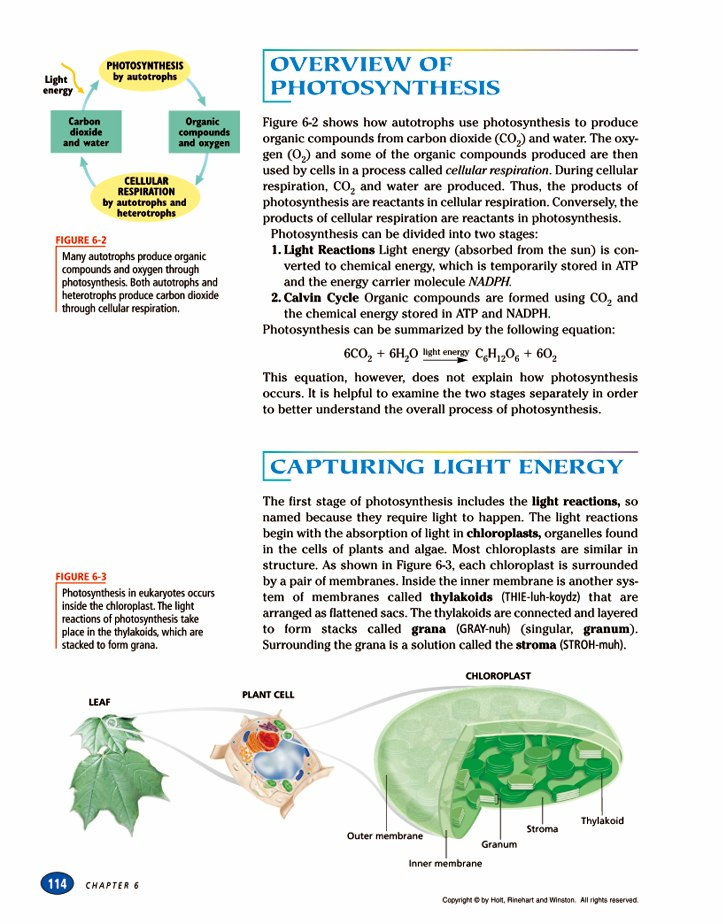 PHOTOSYNTHESIS
by autotrophs
Light
energy
Carbon
dioxide
and water
Organic
compounds
and oxygen
CELLULAR
RESPIRATION
by autotrophs and
heterotrophs
FIGURE 6-2
Many autotrophs produce organic
compounds and oxygen through
photosynthesis. Both autotrophs and
heterotrophs produce carbon dioxide
through cellular respiration.
OVERVIEW OF
PHOTOSYNTHESIS
Figure 6-2 shows how autotrophs use photosynthesis to produce
organic compounds from carbon dioxide (CO₂) and water. The oxy-
gen (O₂) and some of the organic compounds produced are then
used by cells in a process called cellular respiration. During cellular
respiration, CO₂ and water are produced. Thus, the products of
photosynthesis are reactants in cellular respiration. Conversely, the
products of cellular respiration are reactants in photosynthesis.
Photosynthesis can be divided into two stages:
1. Light Reactions Light energy (absorbed from the sun) is con-
verted to chemical energy, which is temporarily stored in ATP
and the energy carrier molecule NADPH.
2. Calvin Cycle Organic compounds are formed using CO₂ and
the chemical energy stored in ATP and NADPH.
Photosynthesis can be summarized by the following equation:
6CO₂ + 6H₂O light energy → C₆H₁₂O₆ + 6O₂
This equation, however, does not explain how photosynthesis
occurs. It is helpful to examine the two stages separately in order
to better understand the overall process of photosynthesis.
CAPTURING LIGHT ENERGY
The first stage of photosynthesis includes the light reactions, so
named because they require light to happen. The light reactions
begin with the absorption of light in chloroplasts, organelles found
in the cells of plants and algae. Most chloroplasts are similar in
structure. As shown in Figure 6-3, each chloroplast is surrounded
by a pair of membranes. Inside the inner membrane is another sys-
tem of membranes called thylakoids (THIE-luh-koydz) that are
arranged as flattened sacs. The thylakoids are connected and layered
to form stacks called grana (GRAY-nuh) (singular, granum).
Surrounding the grana is a solution called the stroma (STROH-muh).
FIGURE 6-3
Photosynthesis in eukaryotes occurs
inside the chloroplast. The light
reactions of photosynthesis take
place in the thylakoids, which are
stacked to form grana.
LEAF
PLANT CELL
CHLOROPLAST
Outer membrane
Inner membrane
Granum
Stroma
Thylakoid
114 CHAPTER 6
Copyright © by Holt, Rinehart and Winston. All rights reserved.